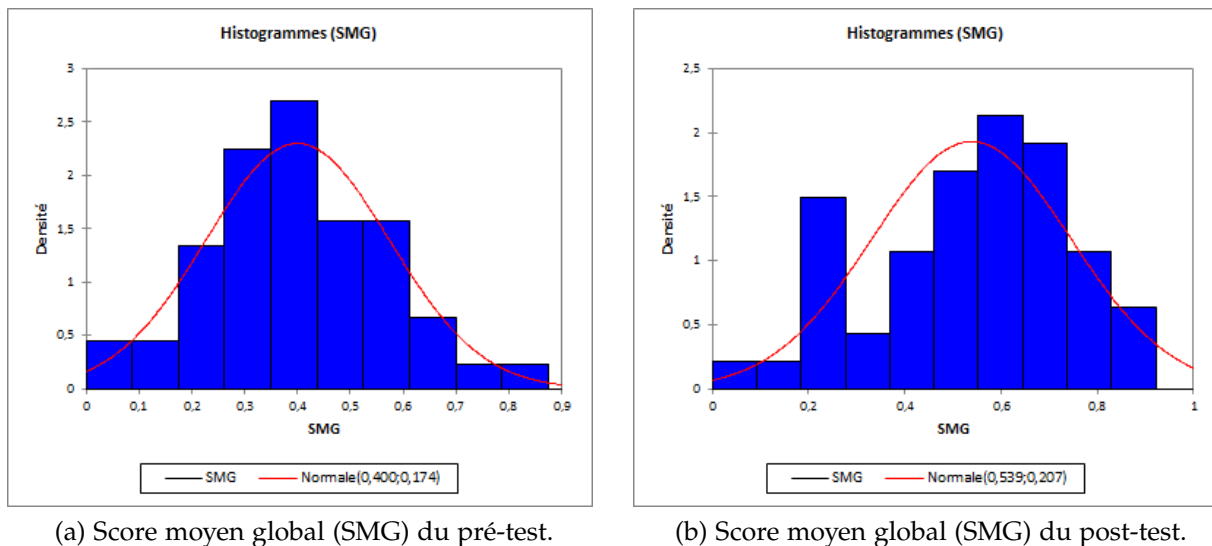 Histogrammes (SMG)
3
2,5
2
1,5
1
0,5
0
Densité
0 0,1 0,2 0,3 0,4 0,5 0,6 0,7 0,8 0,9
SMG
SMG Normale(0,400;0,174)
(a) Score moyen global (SMG) du pré-test.
Histogrammes (SMG)
2,5
2
1,5
1
0,5
0
Densité
0 0,2 0,4 0,6 0,8 1
SMG
SMG Normale(0,539;0,207)
(b) Score moyen global (SMG) du post-test.